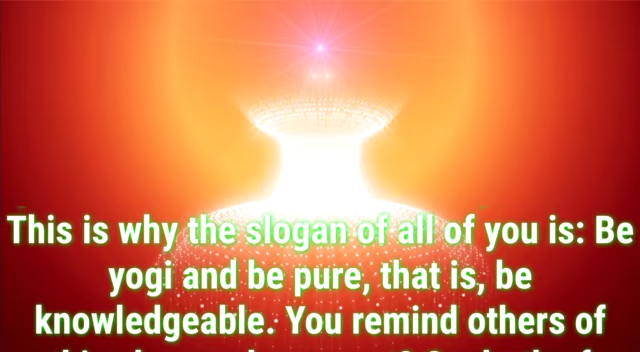 This is why the slogan of all of you is: Be
yogi and be pure, that is, be
knowledgeable. You remind others of